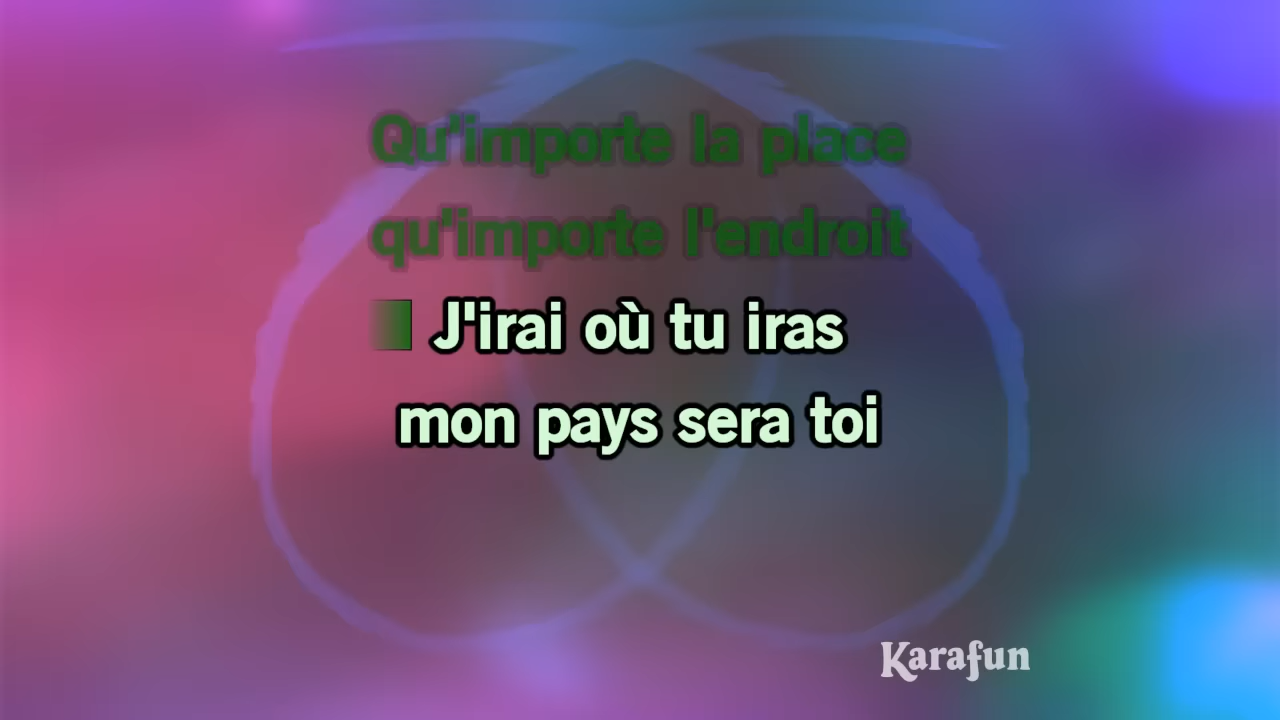 Qu'importe la place
qu'importe l'endroit
J'irai où tu iras
mon pays sera toi
Karafun